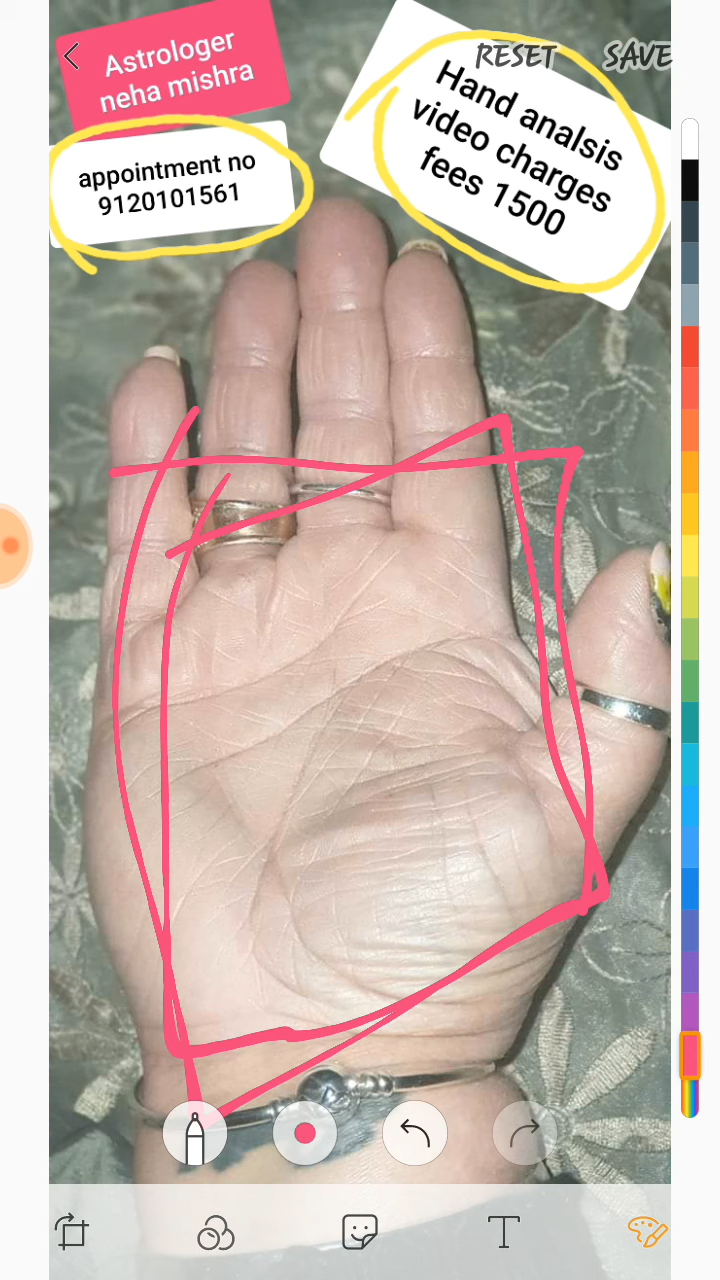 RESET SAVE
Astrologer
neha mishra
appointment no
9120101561
Hand analsis
video charges
fees 1500
T